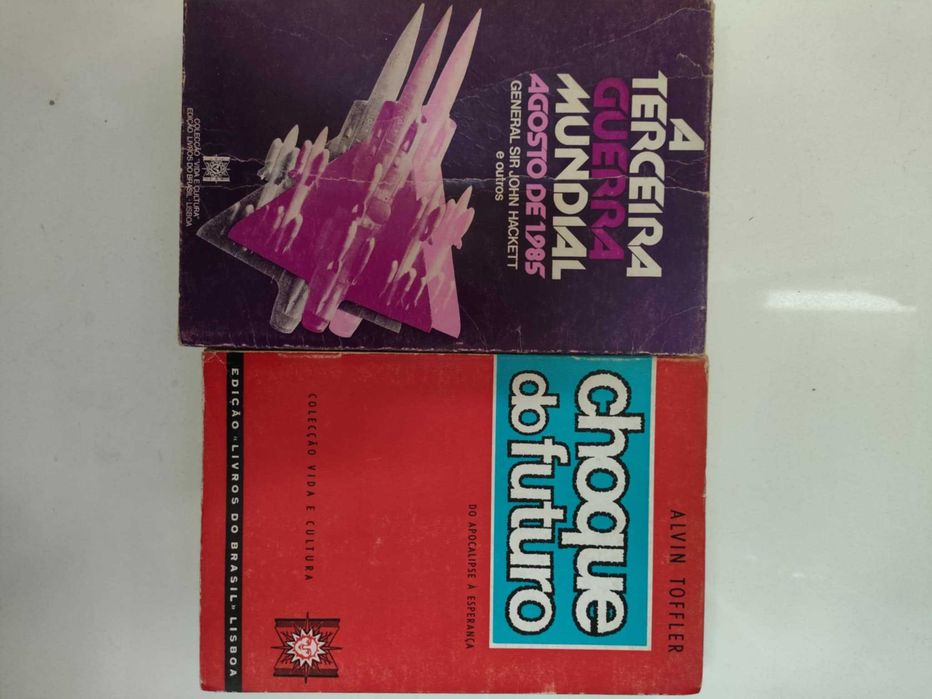 A
TERCEIRA
GUERRA
MUNDIAL
AGOSTO DE 1985
GENERAL SIR JOHN HACKETT
e outros
COLECÇÃO "VIDA E CULTURA"
EDIÇÃO LIVROS DO BRASIL LISBOA
ALVIN TOFFLER
choque
do futuro
DO APOCALIPSE À ESPERANÇA
COLECÇÃO VIDA E CULTURA
EDIÇÃO «LIVROS DO BRASIL» LISBOA